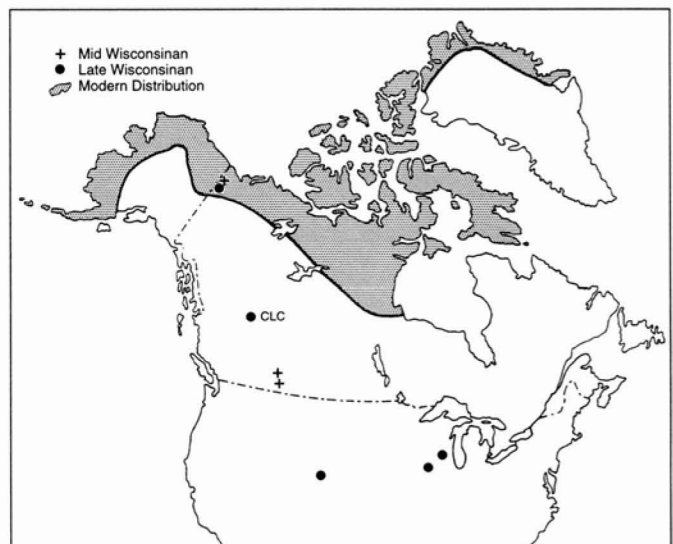 + Mid Wisconsinan
● Late Wisconsinan
Modern Distribution
CLC